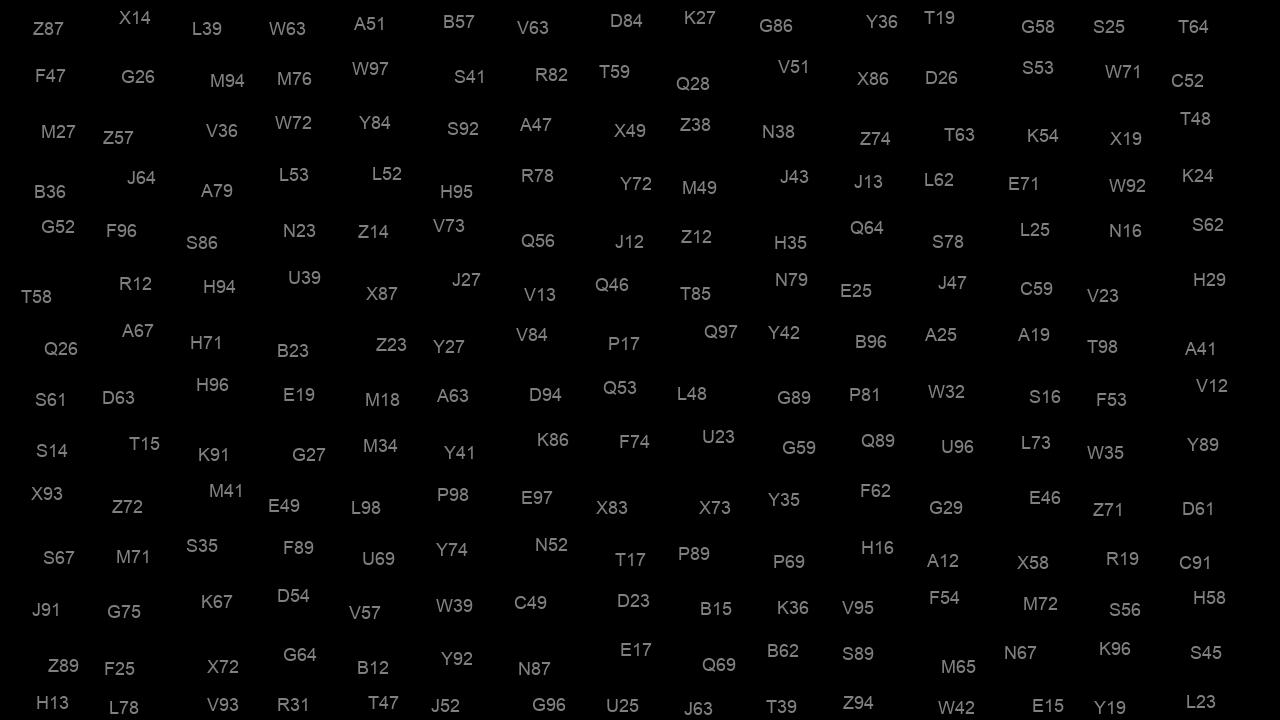 Z87 X14 L39 W63 A51 B57 V63 D84 K27 G86 Y36 T19 G58 S25 T64
F47 G26 M94 M76 W97 S41 R82 T59 Q28 V51 X86 D26 S53 W71 C52
M27 Z57 V36 W72 Y84 S92 A47 X49 Z38 N38 Z74 T63 K54 X19 T48
B36 J64 A79 L53 L52 H95 R78 Y72 M49 J43 J13 L62 E71 W92 K24
G52 F96 S86 N23 Z14 V73 Q56 J12 Z12 H35 Q64 S78 L25 N16 S62
T58 R12 H94 U39 X87 J27 V13 Q46 T85 N79 E25 J47 C59 V23 H29
Q26 A67 H71 B23 Z23 Y27 V84 P17 Q97 Y42 B96 A25 A19 T98 A41
S61 D63 H96 E19 M18 A63 D94 Q53 L48 G89 P81 W32 S16 F53 V12
S14 T15 K91 G27 M34 Y41 K86 F74 U23 G59 Q89 U96 L73 W35 Y89
X93 Z72 M41 E49 L98 P98 E97 X83 X73 Y35 F62 G29 E46 Z71 D61
S67 M71 S35 F89 U69 Y74 N52 T17 P89 P69 H16 A12 X58 R19 C91
J91 G75 K67 D54 V57 W39 C49 D23 B15 K36 V95 F54 M72 S56 H58
Z89 F25 X72 G64 B12 Y92 N87 E17 Q69 B62 S89 M65 N67 K96 S45
H13 L78 V93 R31 T47 J52 G96 U25 J63 T39 Z94 W42 E15 Y19 L23